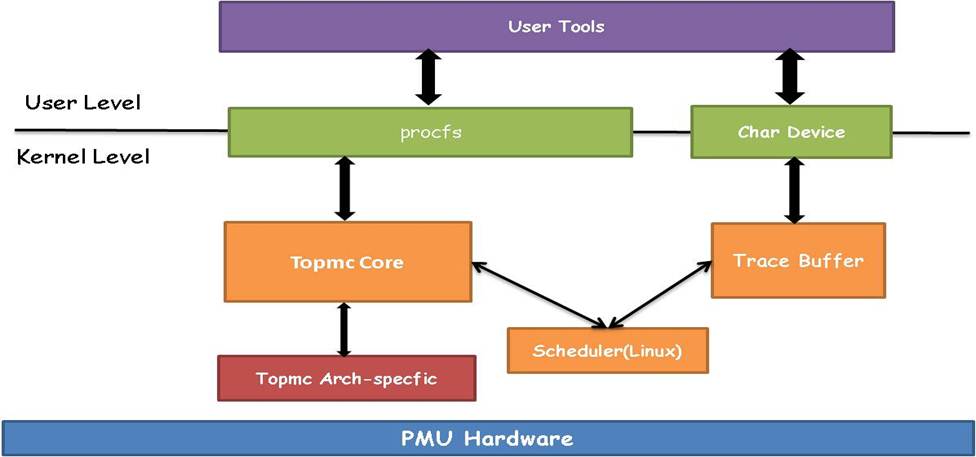 User Tools
User Level
procfs
Char Device
Kernel Level
Topmc Core
Trace Buffer
Scheduler(Linux)
Topmc Arch-specfic
PMU Hardware